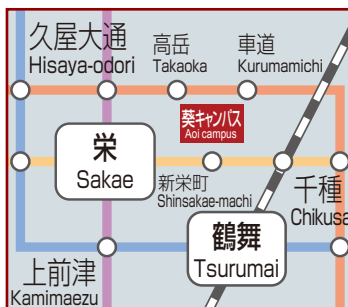 久屋大通
Hisaya-odori
高岳
Takaoka
車道
Kurumamichi
葵キャンパス
Aoi campus
栄
Sakae
新栄町
Shinsakae-machi
千種
Chikusa
鶴舞
Tsurumai
上前津
Kamimaezu